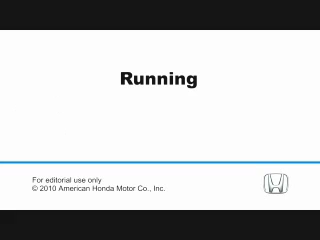 Running
For editorial use only
© 2010 American Honda Motor Co., Inc.